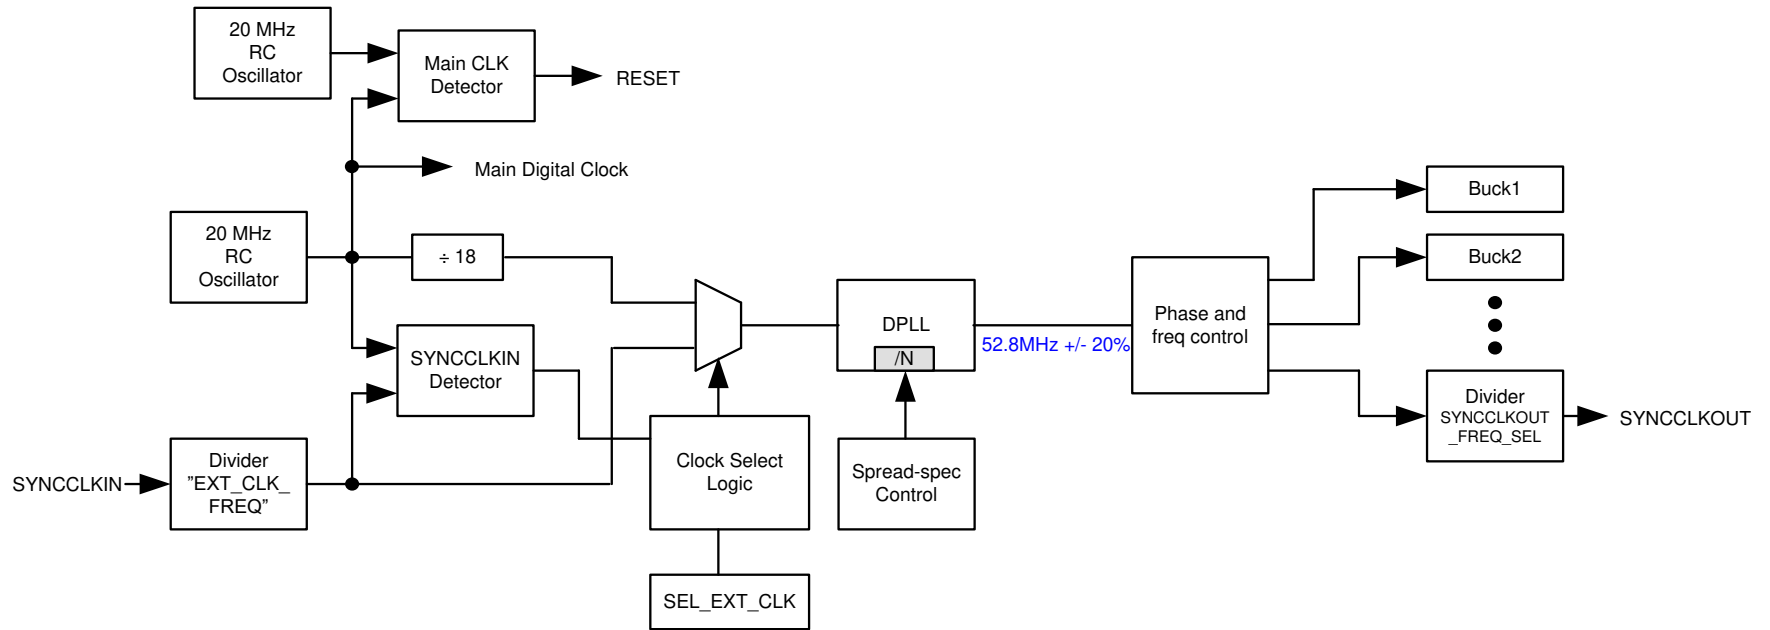 20 MHz
RC
Oscillator
Main CLK
Detector
RESET
Main Digital Clock
20 MHz
RC
Oscillator
÷ 18
SYNCCLKIN
Detector
SYNCCLKIN
Divider
”EXT_CLK_
FREQ”
Clock Select
Logic
SEL_EXT_CLK
DPLL
/N
Spread-spec
Control
52.8MHz +/- 20%
Phase and
freq control
Buck1
Buck2
Divider
SYNCCLKOUT
_FREQ_SEL
SYNCCLKOUT